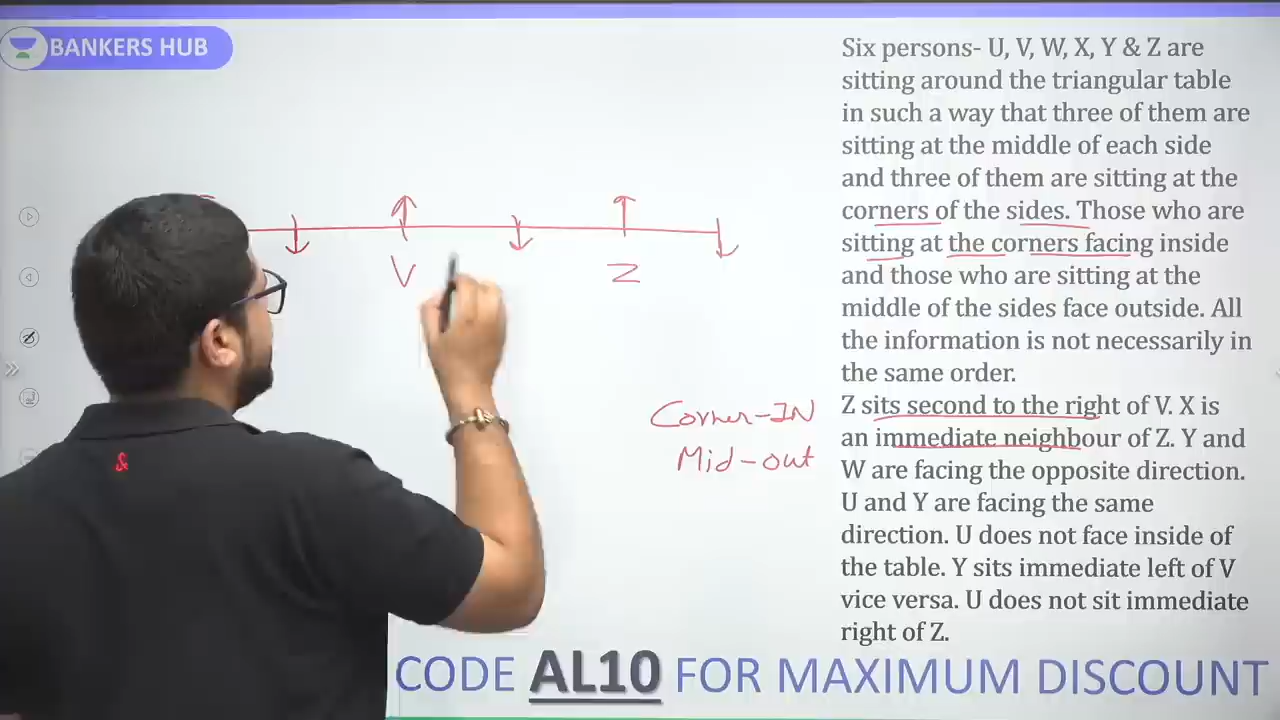 BANKERS HUB
Six persons- U, V, W, X, Y & Z are
sitting around the triangular table
in such a way that three of them are
sitting at the middle of each side
and three of them are sitting at the
corners of the sides. Those who are
sitting at the corners facing inside
and those who are sitting at the
middle of the sides face outside. All
the information is not necessarily in
the same order.
Z sits second to the right of V. X is
an immediate neighbour of Z. Y and
W are facing the opposite direction.
U and Y are facing the same
direction. U does not face inside of
the table. Y sits immediate left of V
vice versa. U does not sit immediate
right of Z.
V Z
Corner-IN
Mid-out
CODE AL10 FOR MAXIMUM DISCOUNT